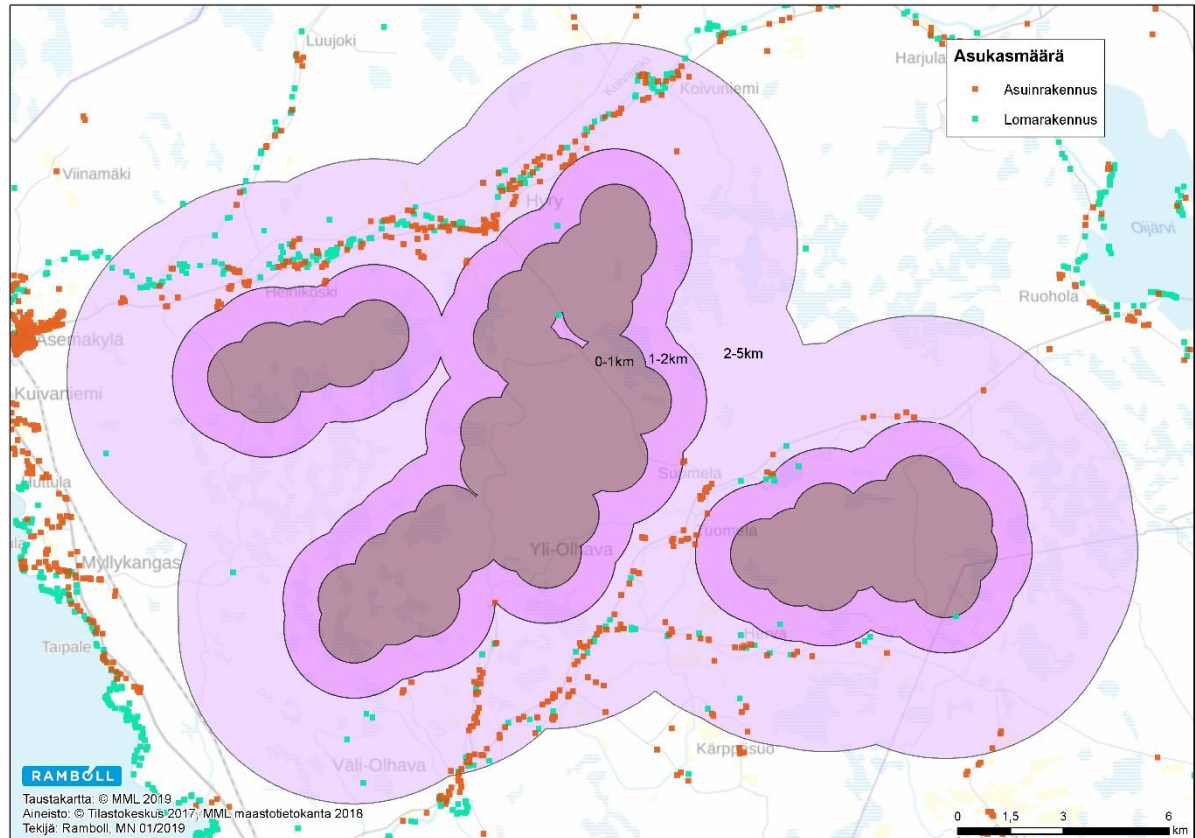 Luujoki
Harjula
Asukasmäärä
Asuinrakennus
Lomarakennus
Kuivajoki
Koivuniemi
Viinamäki
Hyry
Oijärvi
Heinikoski
Ruohola
Asemakylä
0-1km
1-2km
2-5km
Kuivaniemi
Huttula
Suomela
Tuomela
Yli-Olhava
Myllykangas
Taipale
Herva
Kärppäsuo
Väli-Olhava
RAMBOLL
Taustakartta: © MML 2019
Aineisto: © Tilastokeskus 2017, MML maastotietokanta 2018
Tekijä: Ramboll, MN 01/2019
0 1,5 3 6
km